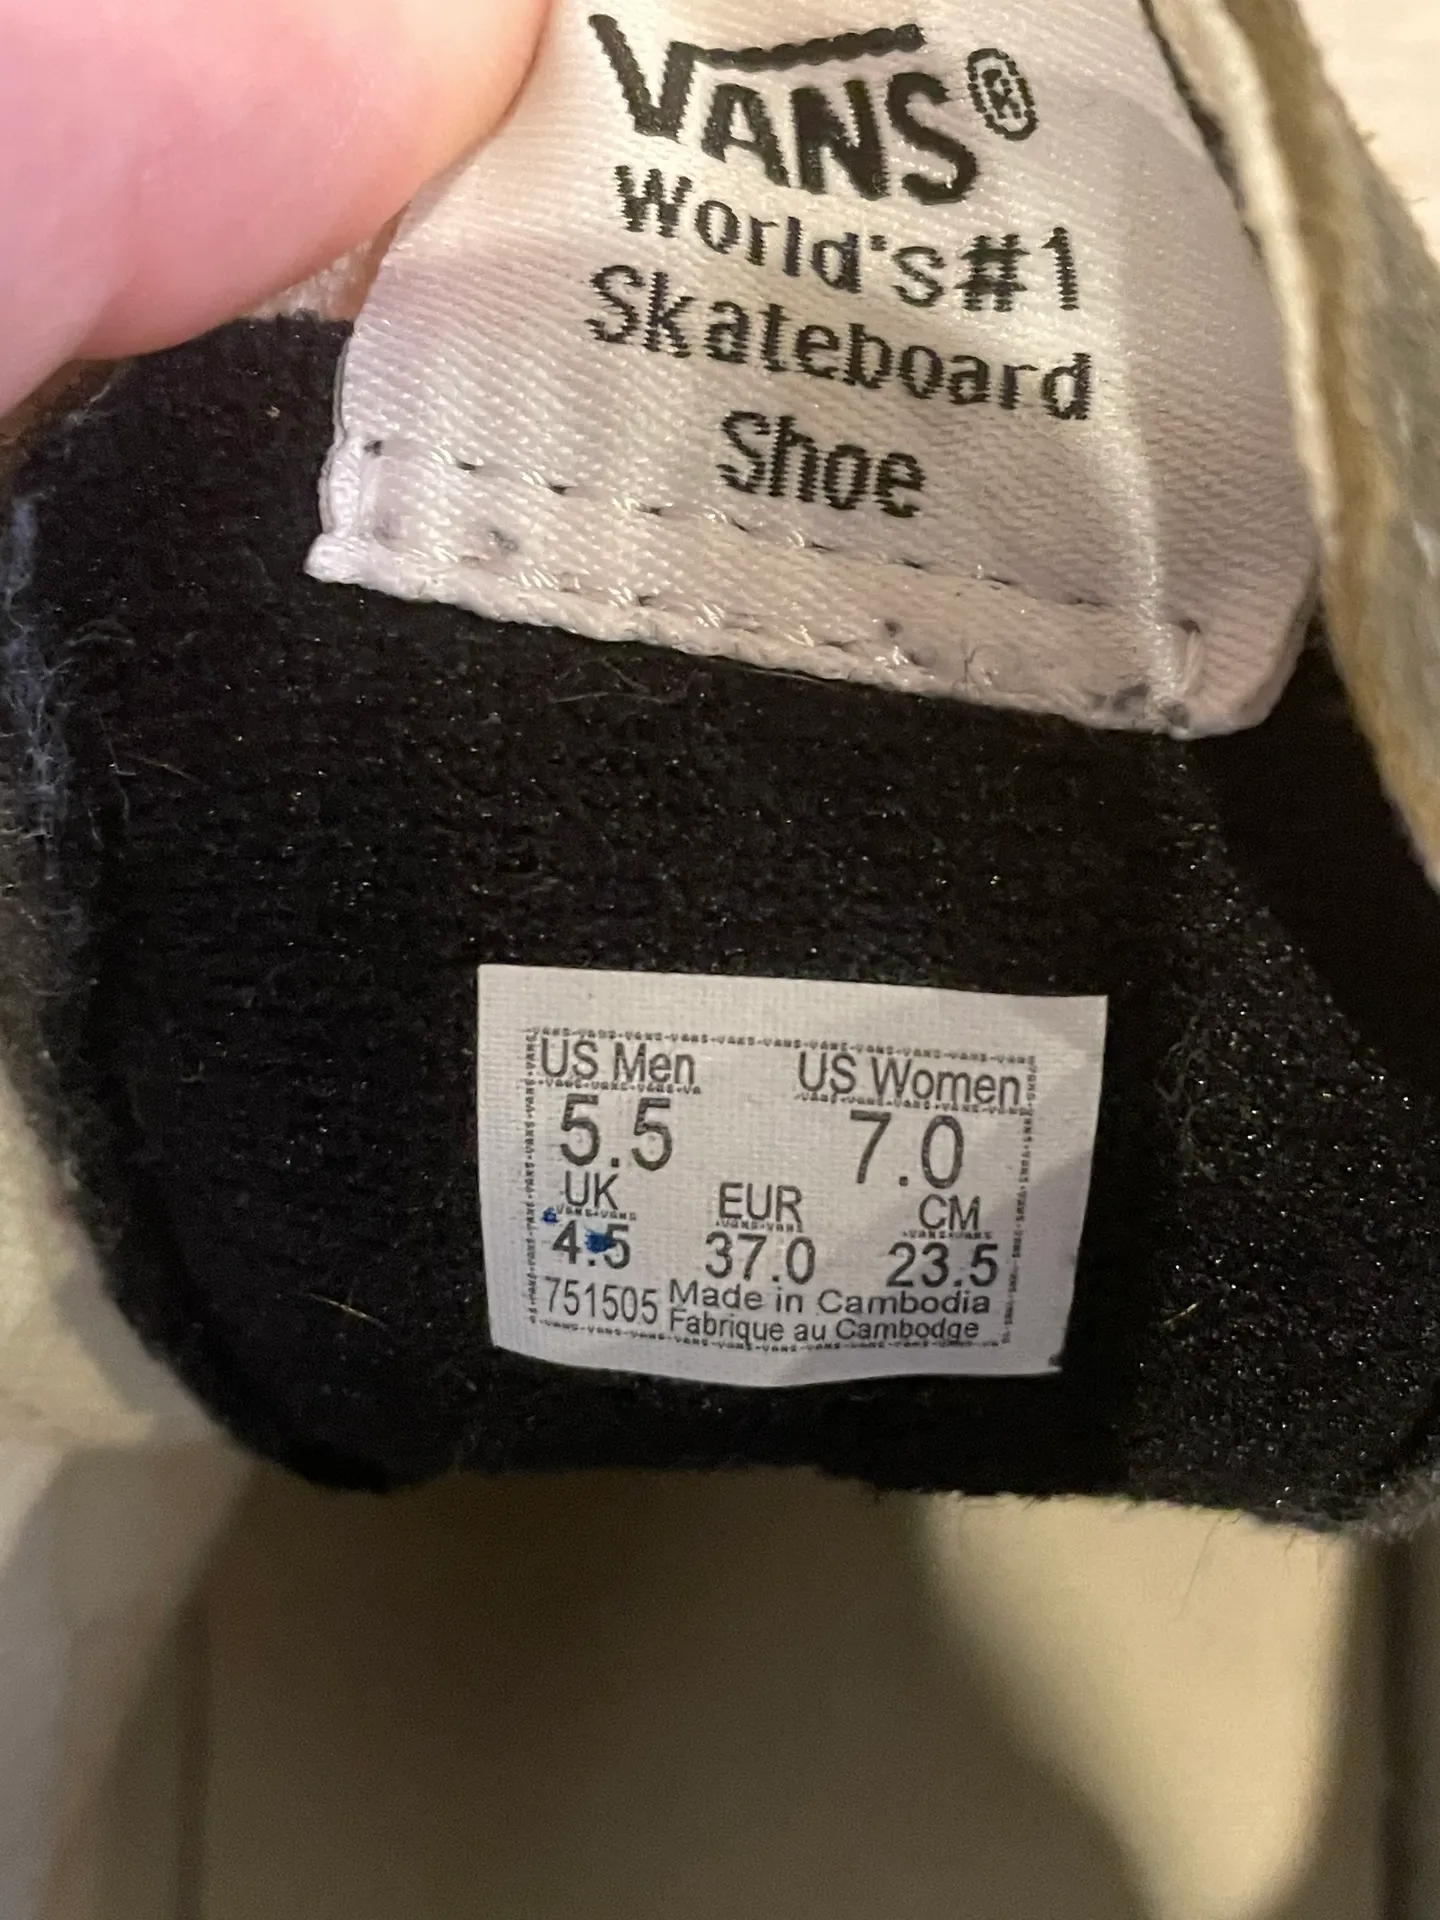 VANS®
World's #1
Skateboard
Shoe
US Men US Women
5.5 7.0
UK EUR CM
4.5 37.0 23.5
751505 Made in Cambodia
Fabrique au Cambodge